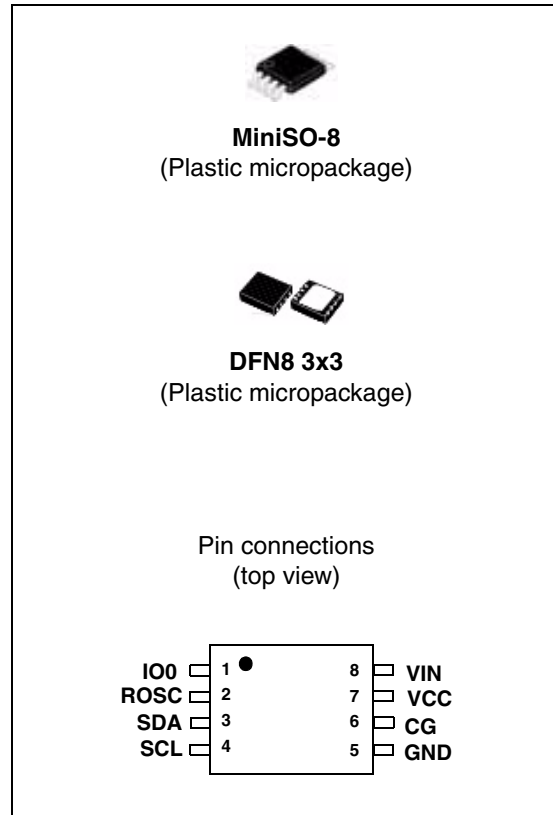 MiniSO-8
(Plastic micropackage)
DFN8 3x3
(Plastic micropackage)
Pin connections
(top view)
IO0 1 8 VIN
ROSC 2 7 VCC
SDA 3 6 CG
SCL 4 5 GND